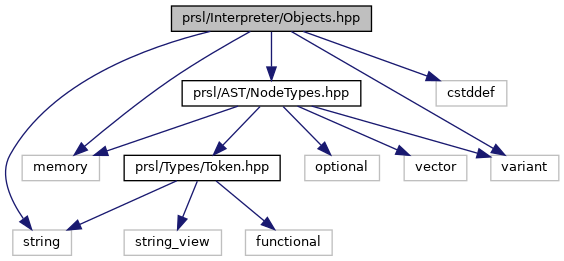 prsl/Interpreter/Objects.hpp
prsl/AST/NodeTypes.hpp
cstddef
memory
prsl/Types/Token.hpp
optional
vector
variant
string
string_view
functional